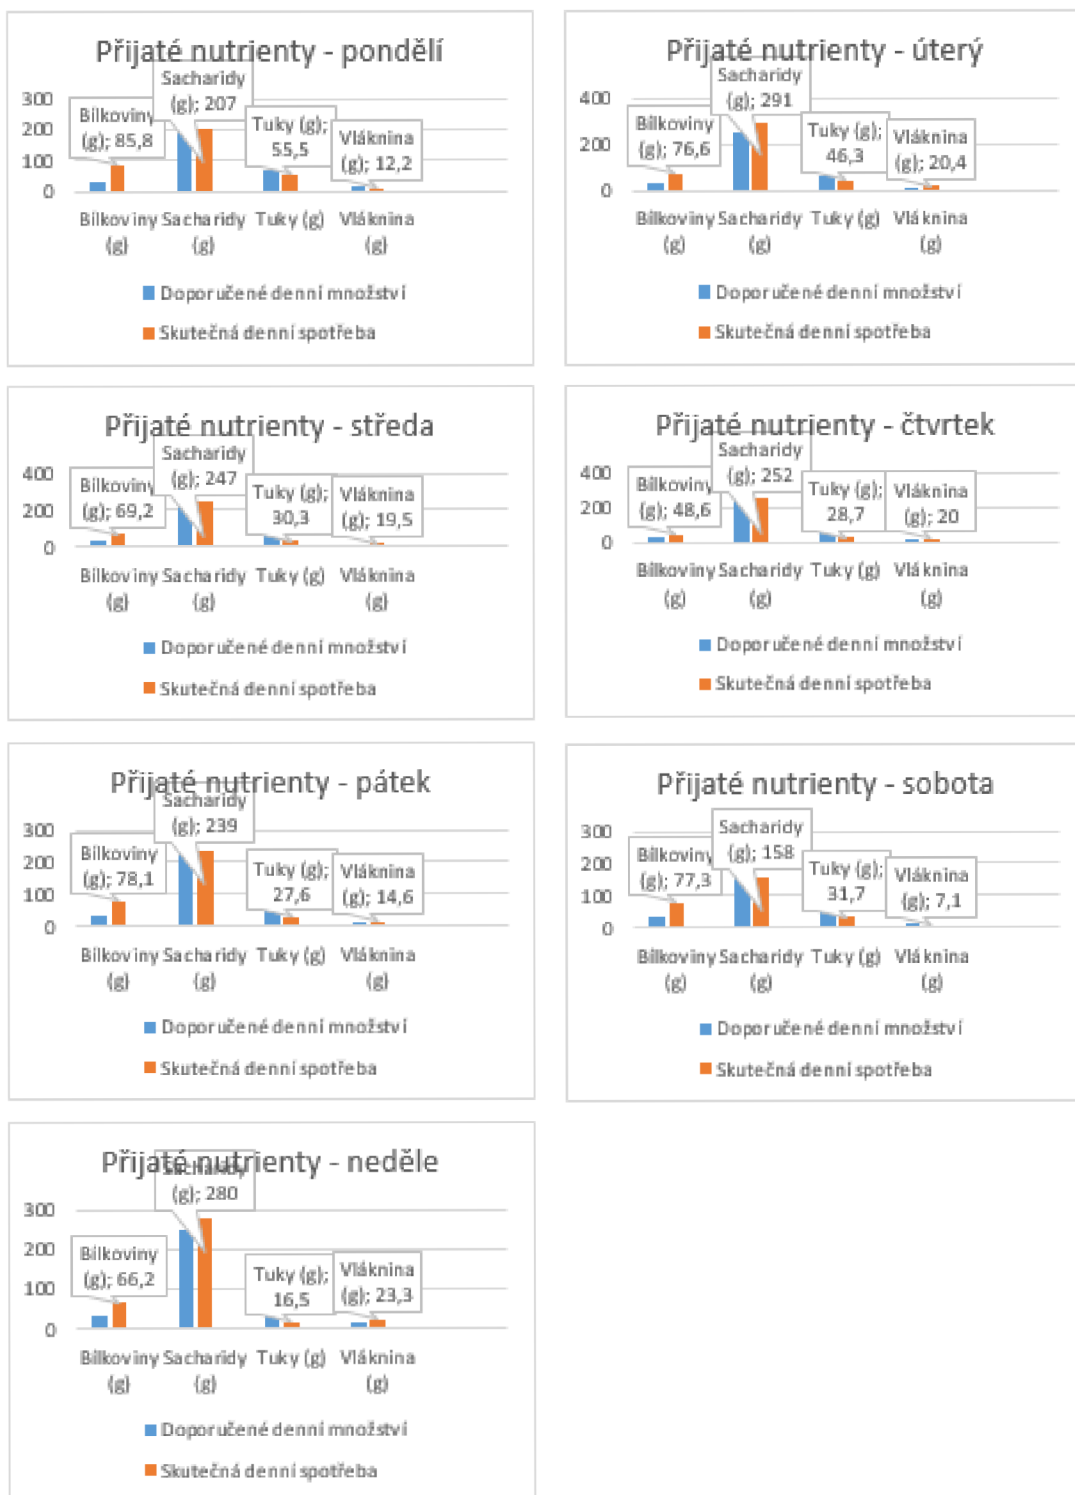 Přijaté nutrienty - pondělí
Sacharidy
(g); 207
Bílkoviny
(g); 85,8
Tuky (g);
55,5
Vláknina
(g); 12,2
300
200
100
0
Bílkoviny Sacharidy Tuky (g) Vláknina
(g) (g) (g)
Doporučené denní množství
Skutečná denní spotřeba
Přijaté nutrienty - úterý
Sacharidy
(g); 291
Bílkoviny
(g); 76,6
Tuky (g);
46,3
Vláknina
(g); 20,4
400
200
0
Bílkoviny Sacharidy Tuky (g) Vláknina
(g) (g) (g)
Doporučené denní množství
Skutečná denní spotřeba
Přijaté nutrienty - středa
Sacharidy
(g); 247
Bílkoviny
(g); 69,2
Tuky (g);
30,3
Vláknina
(g); 19,5
400
200
0
Bílkoviny Sacharidy Tuky (g) Vláknina
(g) (g) (g)
Doporučené denní množství
Skutečná denní spotřeba
Přijaté nutrienty - čtvrtek
Sacharidy
(g); 252
Bílkoviny
(g); 48,6
Tuky (g);
28,7
Vláknina
(g); 20
400
200
0
Bílkoviny Sacharidy Tuky (g) Vláknina
(g) (g) (g)
Doporučené denní množství
Skutečná denní spotřeba
Přijaté nutrienty - pátek
Sacharidy
(g); 239
Bílkoviny
(g); 78,1
Tuky (g);
27,6
Vláknina
(g); 14,6
300
200
100
0
Bílkoviny Sacharidy Tuky (g) Vláknina
(g) (g) (g)
Doporučené denní množství
Skutečná denní spotřeba
Přijaté nutrienty - sobota
Sacharidy
(g); 158
Bílkoviny
(g); 77,3
Tuky (g);
31,7
Vláknina
(g); 7,1
300
200
100
0
Bílkoviny Sacharidy Tuky (g) Vláknina
(g) (g) (g)
Doporučené denní množství
Skutečná denní spotřeba
Přijaté nutrienty - neděle
Sacharidy
(g); 280
Bílkoviny
(g); 66,2
Tuky (g);
16,5
Vláknina
(g); 23,3
300
200
100
0
Bílkoviny Sacharidy Tuky (g) Vláknina
(g) (g) (g)
Doporučené denní množství
Skutečná denní spotřeba